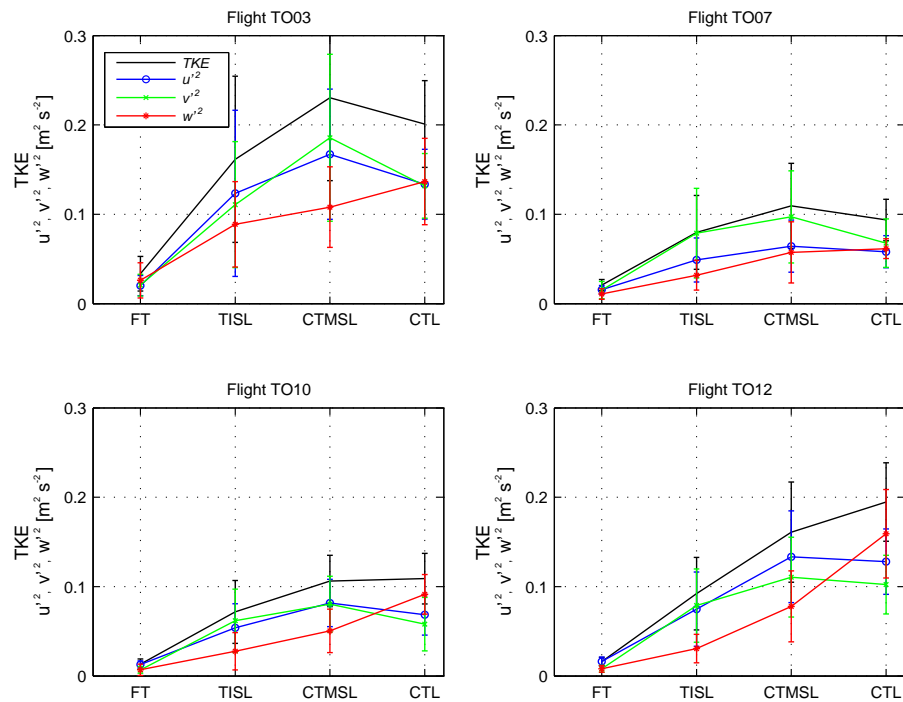 Flight TO03
TKE
u'², v'², w'² [m² s⁻²]
0.3
0.2
0.1
0
TKE
u'²
v'²
w'²
FT TISL CTMSL CTL
Flight TO07
TKE
u'², v'², w'² [m² s⁻²]
0.3
0.2
0.1
0
FT TISL CTMSL CTL
Flight TO10
TKE
u'², v'², w'² [m² s⁻²]
0.3
0.2
0.1
0
FT TISL CTMSL CTL
Flight TO12
TKE
u'², v'², w'² [m² s⁻²]
0.3
0.2
0.1
0
FT TISL CTMSL CTL